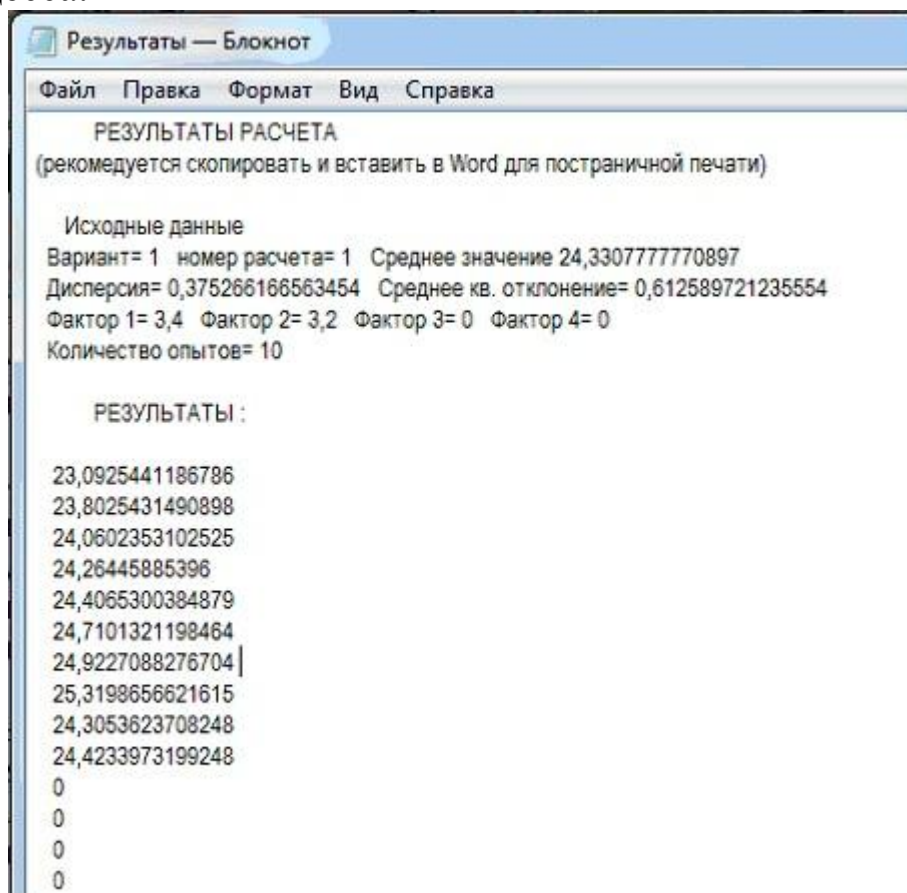 Результаты — Блокнот
Файл Правка Формат Вид Справка
РЕЗУЛЬТАТЫ РАСЧЕТА
(рекомедуется скопировать и вставить в Word для постраничной печати)
Исходные данные
Вариант= 1 номер расчета= 1 Среднее значение 24,3307777770897
Дисперсия= 0,375266166563454 Среднее кв. отклонение= 0,612589721235554
Фактор 1= 3,4 Фактор 2= 3,2 Фактор 3= 0 Фактор 4= 0
Количество опытов= 10
РЕЗУЛЬТАТЫ :
23,0925441186786
23,8025431490898
24,0602353102525
24,26445885396
24,4065300384879
24,7101321198464
24,9227088276704
25,3198656621615
24,3053623708248
24,4233973199248
0
0
0
0